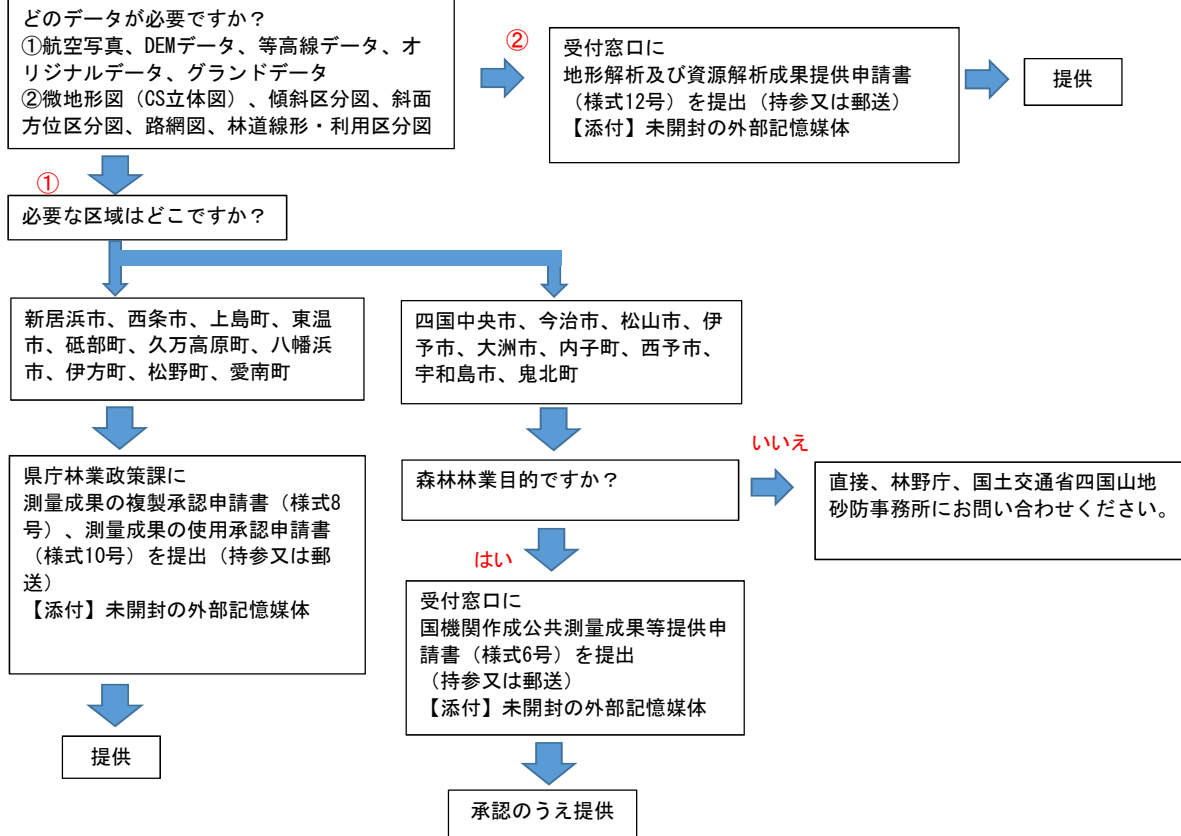 どのデータが必要ですか？
①航空写真、DEMデータ、等高線データ、オ
リジナルデータ、グランドデータ
②微地形図（CS立体図）、傾斜区分図、斜面
方位区分図、路網図、林道線形・利用区分図
②
受付窓口に
地形解析及び資源解析成果提供申請書
（様式12号）を提出（持参又は郵送）
【添付】未開封の外部記憶媒体
提供
①
必要な区域はどこですか？
新居浜市、西条市、上島町、東温
市、砥部町、久万高原町、八幡浜
市、伊方町、松野町、愛南町
四国中央市、今治市、松山市、伊
予市、大洲市、内子町、西予市、
宇和島市、鬼北町
県庁林業政策課に
測量成果の複製承認申請書（様式8
号）、測量成果の使用承認申請書
（様式10号）を提出（持参又は郵
送）
【添付】未開封の外部記憶媒体
提供
森林林業目的ですか？
いいえ
直接、林野庁、国土交通省四国山地
砂防事務所にお問い合わせください。
はい
受付窓口に
国機関作成公共測量成果等提供申
請書（様式6号）を提出
（持参又は郵送）
【添付】未開封の外部記憶媒体
承認のうえ提供